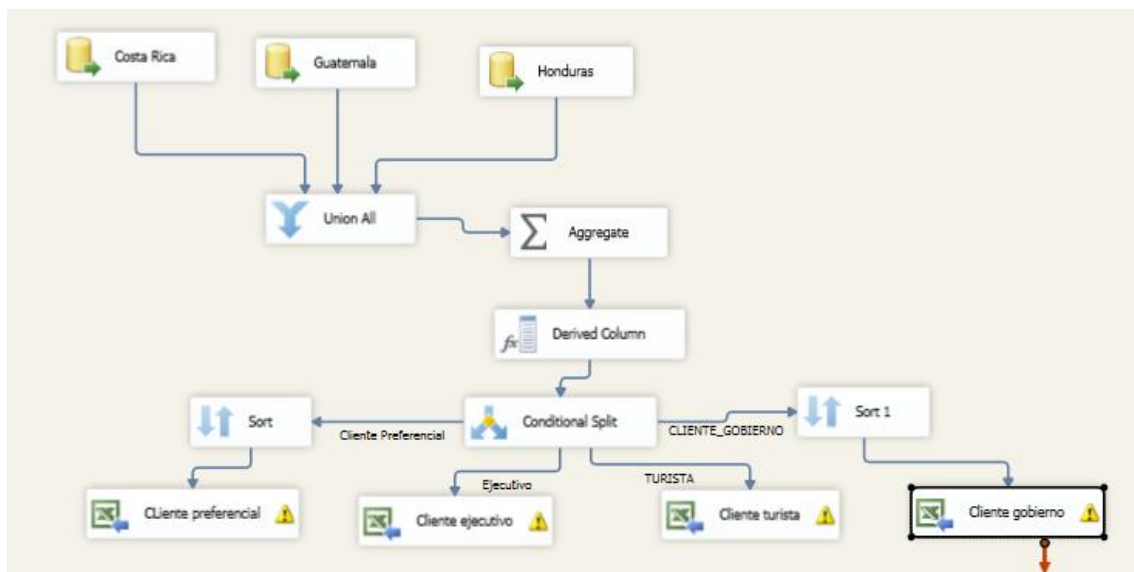 Costa Rica
Guatemala
Honduras
Union All
Aggregate
fx
Derived Column
Sort
Cliente Preferencial
Conditional Split
CLIENTE_GOBIERNO
Sort 1
Ejecutivo
TURISTA
CLiente preferencial
Cliente ejecutivo
Cliente turista
Cliente gobierno